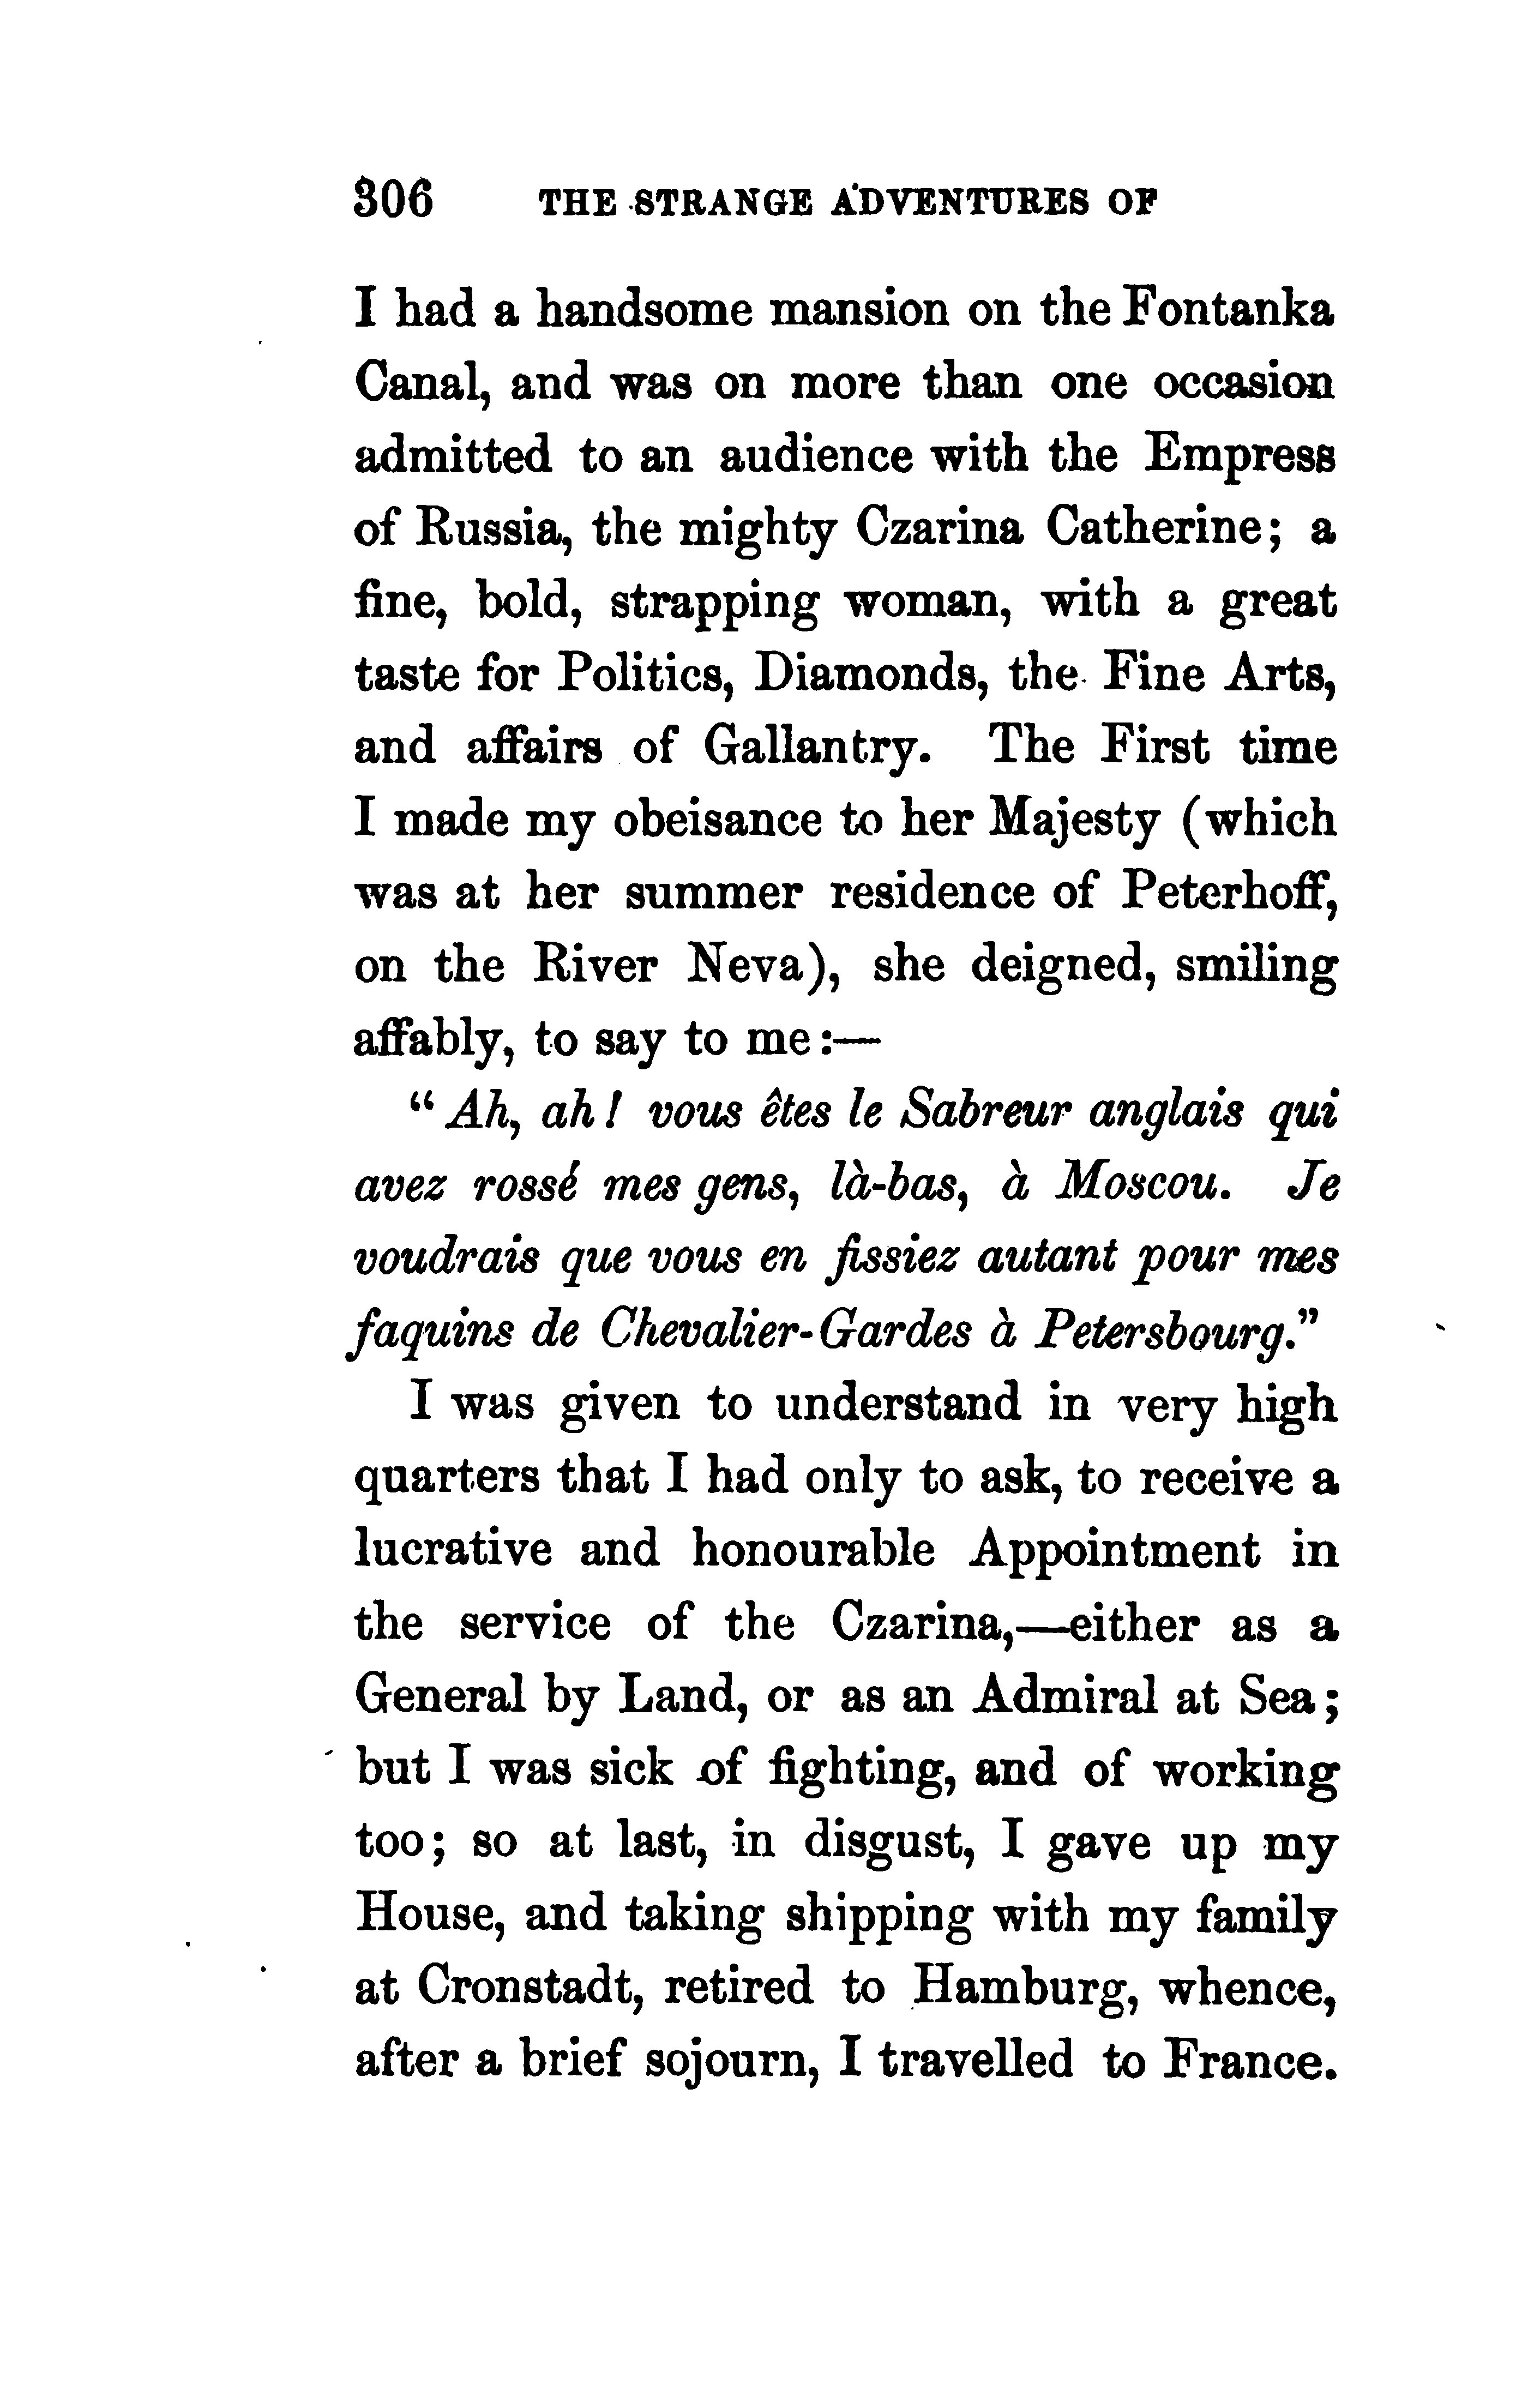 306 THE STRANGE ADVENTURES OF
I had a handsome mansion on the Fontanka
Canal, and was on more than one occasion
admitted to an audience with the Empress
of Russia, the mighty Czarina Catherine; a
fine, bold, strapping woman, with a great
taste for Politics, Diamonds, the Fine Arts,
and affairs of Gallantry. The First time
I made my obeisance to her Majesty (which
was at her summer residence of Peterhoff,
on the River Neva), she deigned, smiling
affably, to say to me:—
“Ah, ah! vous êtes le Sabreur anglais qui
avez rossé mes gens, là-bas, à Moscou. Je
voudrais que vous en fissiez autant pour mes
faquins de Chevalier-Gardes à Petersbourg.”
I was given to understand in very high
quarters that I had only to ask, to receive a
lucrative and honourable Appointment in
the service of the Czarina,—either as a
General by Land, or as an Admiral at Sea;
but I was sick of fighting, and of working
too; so at last, in disgust, I gave up my
House, and taking shipping with my family
at Cronstadt, retired to Hamburg, whence,
after a brief sojourn, I travelled to France.